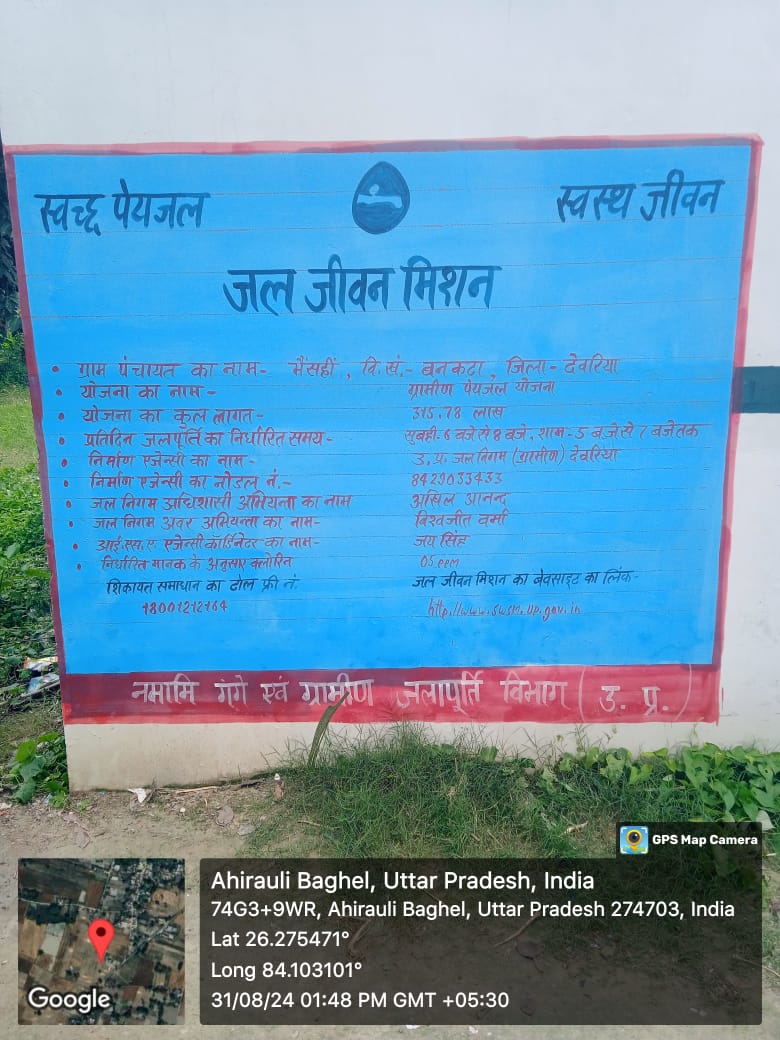 स्वच्छ पेयजल स्वस्थ जीवन
जल जीवन मिशन
• ग्राम पंचायत का नाम- भैंसहीं, वि.खं.- बनकटा, जिला- देवरिया
• योजना का नाम- ग्रामीण पेयजल योजना
• योजना का कुल लागत- 315.78 लाख
• प्रतिदिन जलपूर्ति का निर्धारित समय- सुबह-6 बजे से 8 बजे, शाम-5 बजे से 7 बजे तक
• निर्माण एजेन्सी का नाम- उ.प्र. जल निगम (ग्रामीण) देवरिया
• निर्माण एजेन्सी का नोडल नं.- 8429033433
• जल निगम अधिशासी अभियन्ता का नाम अखिल आनन्द
• जल निगम अवर अभियन्ता का नाम- विश्वजीत वर्मा
• आई.एस.ए. एजेन्सी कॉर्डिनेटर का नाम- जय सिंह
• निर्धारित मानक के अनुसार क्लोरिन 05.ppm
शिकायत समाधान का टोल फ्री नं. जल जीवन मिशन का वेबसाइट का लिंक-
18001212164 http://www.swsm.up.gov.in
नमामि गंगे एवं ग्रामीण जलापूर्ति विभाग (उ. प्र.)
GPS Map Camera
Ahirauli Baghel, Uttar Pradesh, India
74G3+9WR, Ahirauli Baghel, Uttar Pradesh 274703, India
Lat 26.275471°
Long 84.103101°
31/08/24 01:48 PM GMT +05:30
Google